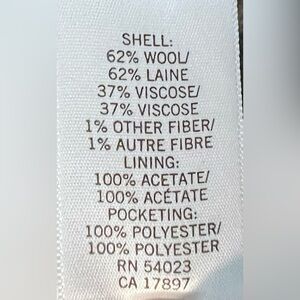 SHELL:
62% WOOL/
62% LAINE
37% VISCOSE/
37% VISCOSE
1% OTHER FIBER/
1% AUTRE FIBRE
LINING:
100% ACETATE/
100% ACÉTATE
POCKETING:
100% POLYESTER/
100% POLYESTER
RN 54023
CA 17897